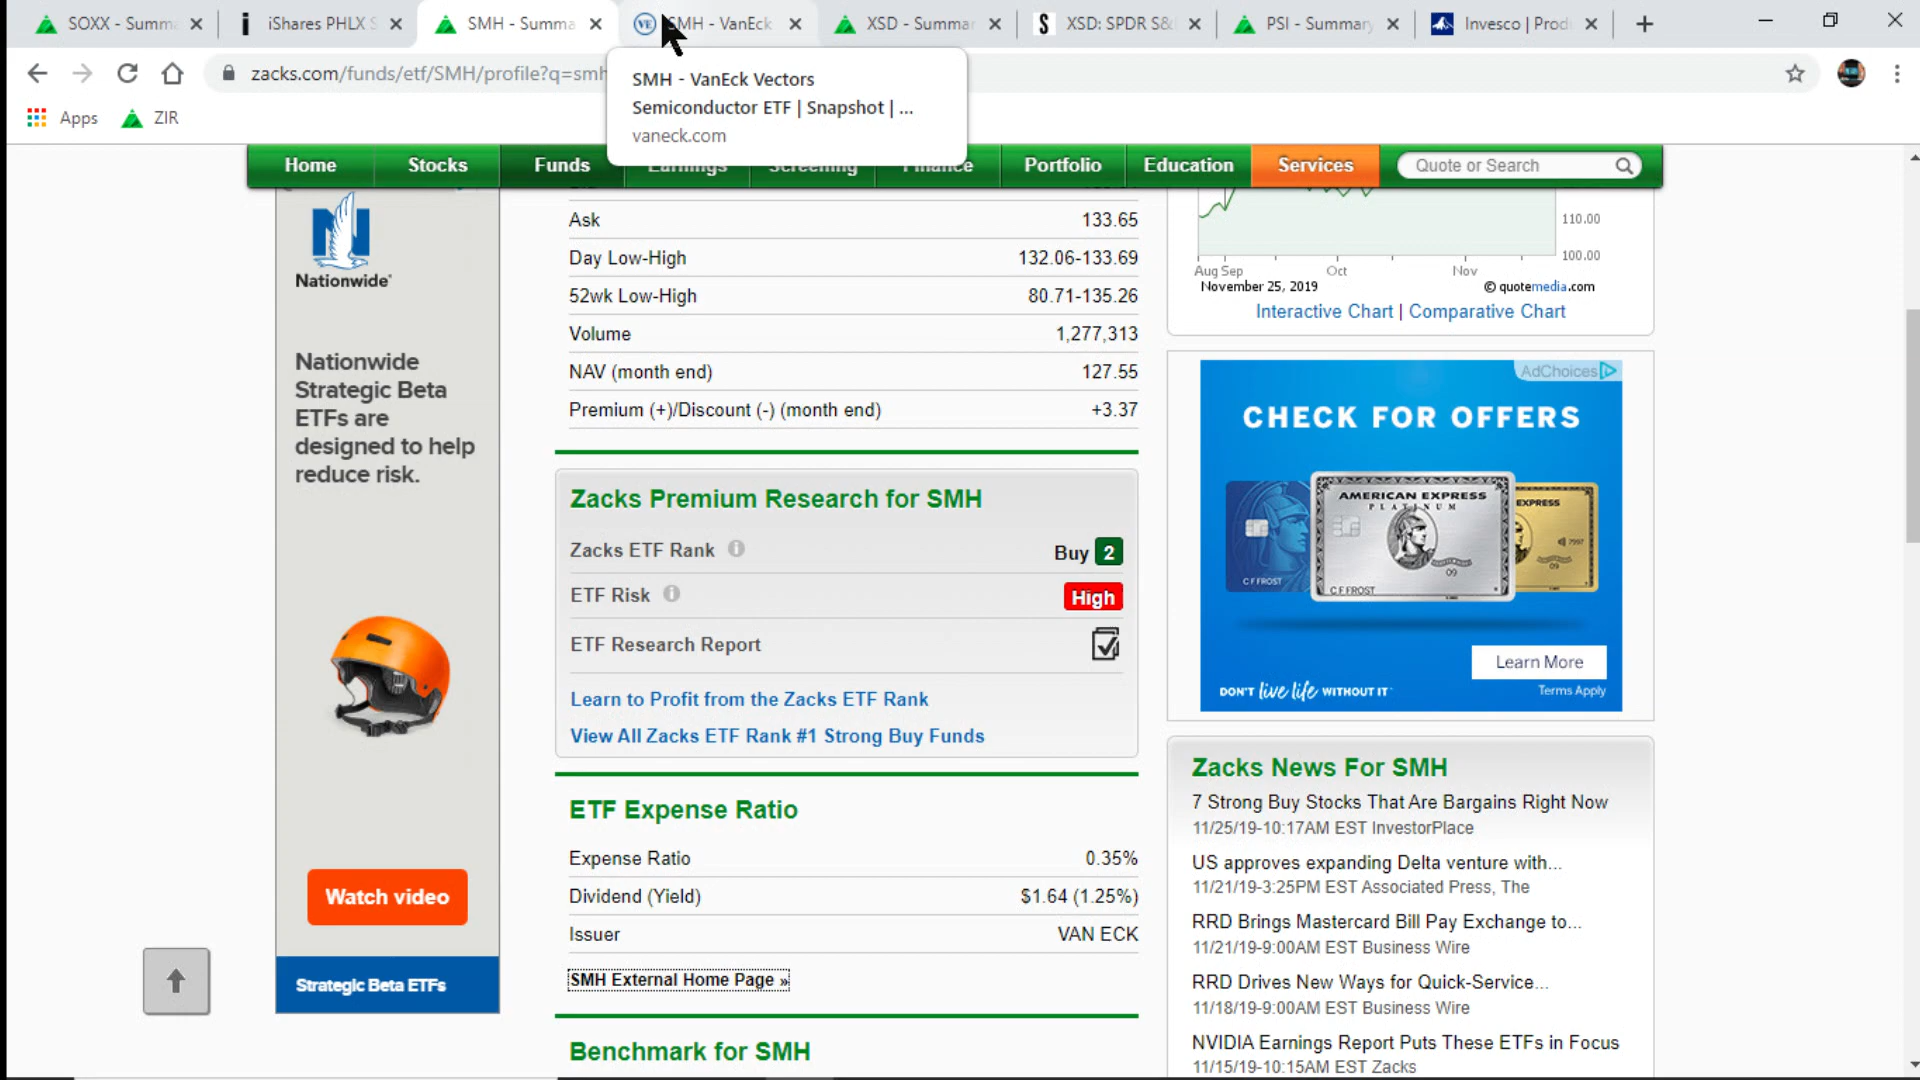 SOXX - Summ
iShares PHLX S
SMH - Summa
SMH - VanEck
XSD - Summar
XSD: SPDR S&
PSI - Summary
Invesco | Prod
zacks.com/funds/etf/SMH/profile?q=smh
SMH - VanEck Vectors
Semiconductor ETF | Snapshot | ...
vaneck.com
Apps
ZIR
Home
Stocks
Funds
Earnings
Screening
Finance
Portfolio
Education
Services
Quote or Search
Nationwide
Nationwide
Strategic Beta
ETFs are
designed to help
reduce risk.
Watch video
Strategic Beta ETFs
Ask 133.65
Day Low-High 132.06-133.69
52wk Low-High 80.71-135.26
Volume 1,277,313
NAV (month end) 127.55
Premium (+)/Discount (-) (month end) +3.37
Zacks Premium Research for SMH
Zacks ETF Rank Buy 2
ETF Risk High
ETF Research Report
Learn to Profit from the Zacks ETF Rank
View All Zacks ETF Rank #1 Strong Buy Funds
ETF Expense Ratio
Expense Ratio 0.35%
Dividend (Yield) $1.64 (1.25%)
Issuer VAN ECK
SMH External Home Page »
Benchmark for SMH
110.00
100.00
Aug Sep Oct Nov
November 25, 2019 © quotemedia.com
Interactive Chart | Comparative Chart
AdChoices
CHECK FOR OFFERS
AMERICAN EXPRESS
PLATINUM
EXPRESS
7997
C F FROST
C F FROST
09
09
Learn More
DON'T live life WITHOUT IT
Terms Apply
Zacks News For SMH
7 Strong Buy Stocks That Are Bargains Right Now
11/25/19-10:17AM EST InvestorPlace
US approves expanding Delta venture with...
11/21/19-3:25PM EST Associated Press, The
RRD Brings Mastercard Bill Pay Exchange to...
11/21/19-9:00AM EST Business Wire
RRD Drives New Ways for Quick-Service...
11/18/19-9:00AM EST Business Wire
NVIDIA Earnings Report Puts These ETFs in Focus
11/15/19-10:15AM EST Zacks